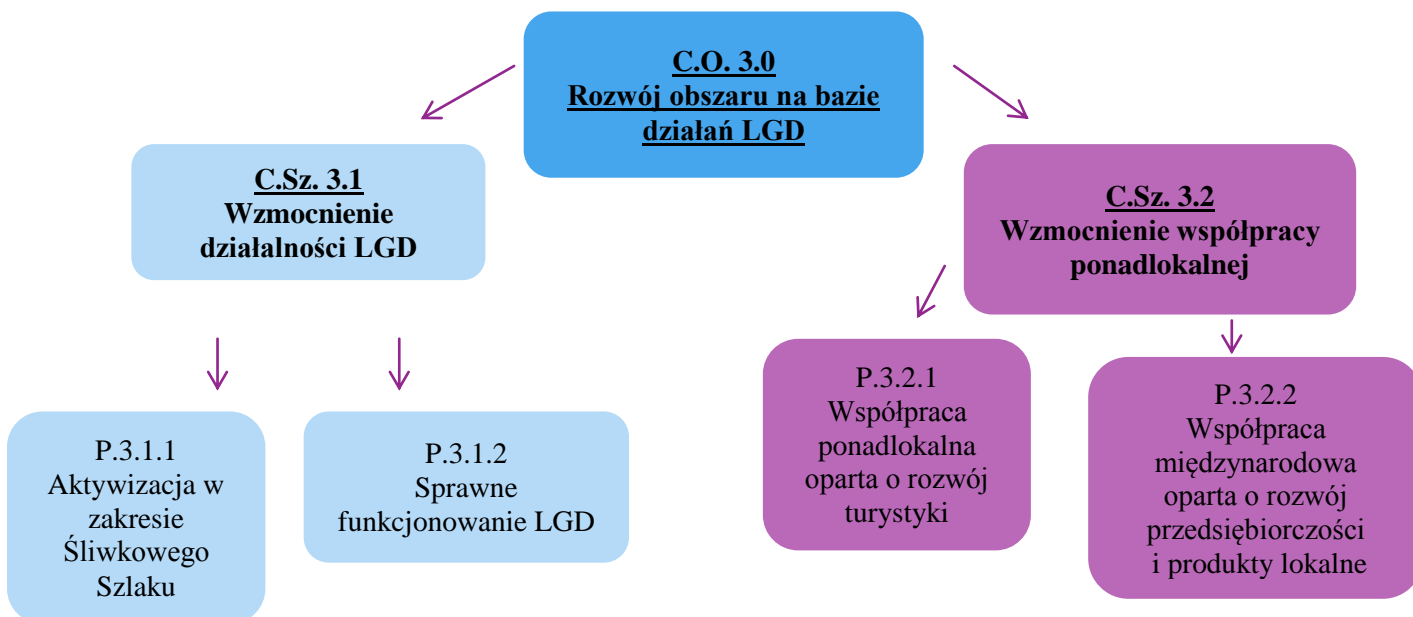 C.O. 3.0
Rozwój obszaru na bazie
działań LGD
C.Sz. 3.1
Wzmocnienie
działalności LGD
C.Sz. 3.2
Wzmocnienie współpracy
ponadlokalnej
P.3.1.1
Aktywizacja w
zakresie
Śliwkowego
Szlaku
P.3.1.2
Sprawne
funkcjonowanie LGD
P.3.2.1
Współpraca
ponadlokalna
oparta o rozwój
turystyki
P.3.2.2
Współpraca
międzynarodowa
oparta o rozwój
przedsiębiorczości
i produkty lokalne